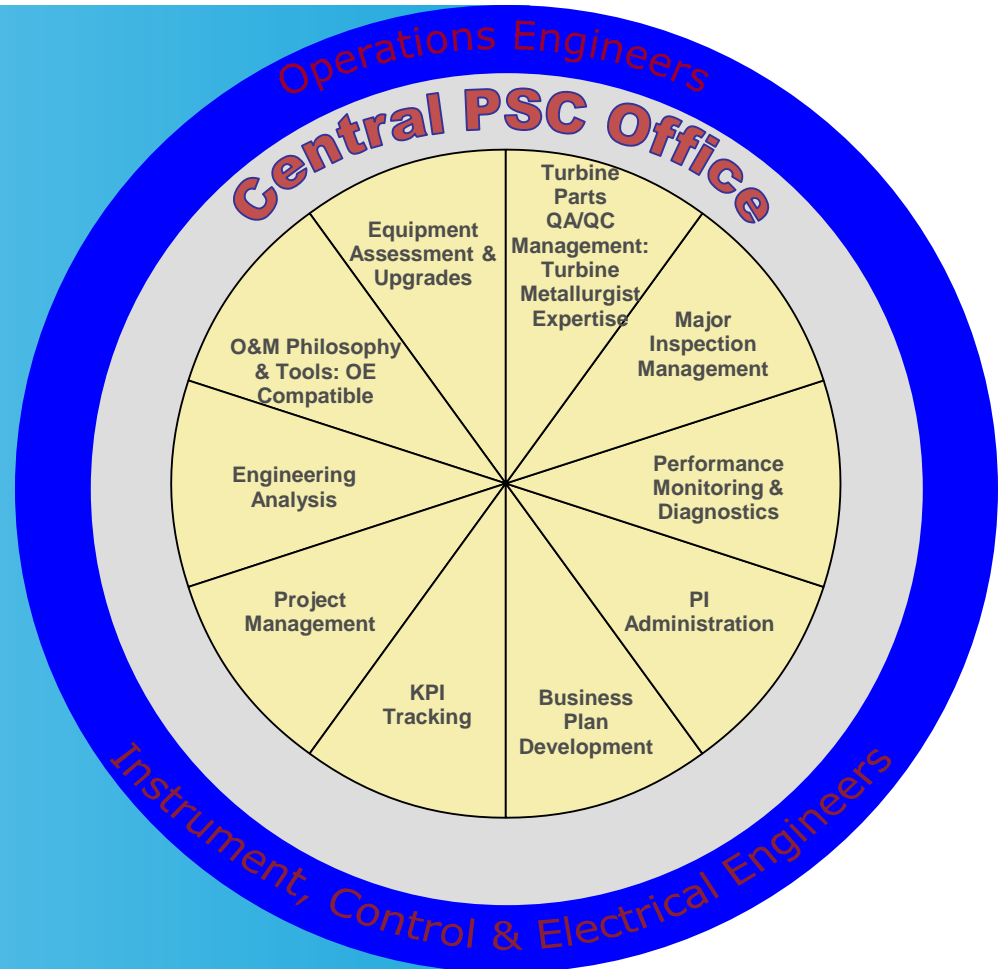 Operations Engineers
Central PSC Office
Turbine
Parts
QA/QC
Management:
Turbine
Metallurgist
Expertise
Major
Inspection
Management
Performance
Monitoring &
Diagnostics
PI
Administration
Business
Plan
Development
KPI
Tracking
Project
Management
Engineering
Analysis
O&M Philosophy
& Tools: OE
Compatible
Equipment
Assessment &
Upgrades
Instrument, Control & Electrical Engineers